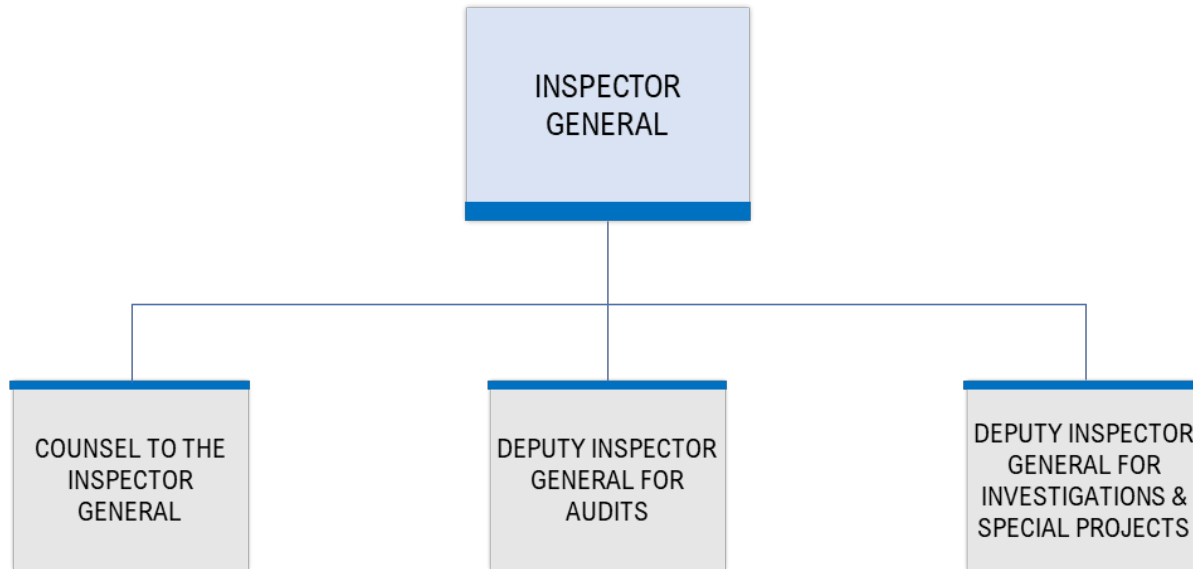 INSPECTOR
GENERAL
COUNSEL TO THE
INSPECTOR
GENERAL
DEPUTY INSPECTOR
GENERAL FOR
AUDITS
DEPUTY INSPECTOR
GENERAL FOR
INVESTIGATIONS &
SPECIAL PROJECTS